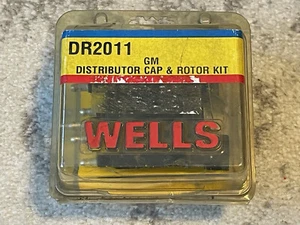 DR2011
GM
DISTRIBUTOR CAP & ROTOR KIT
WELLS